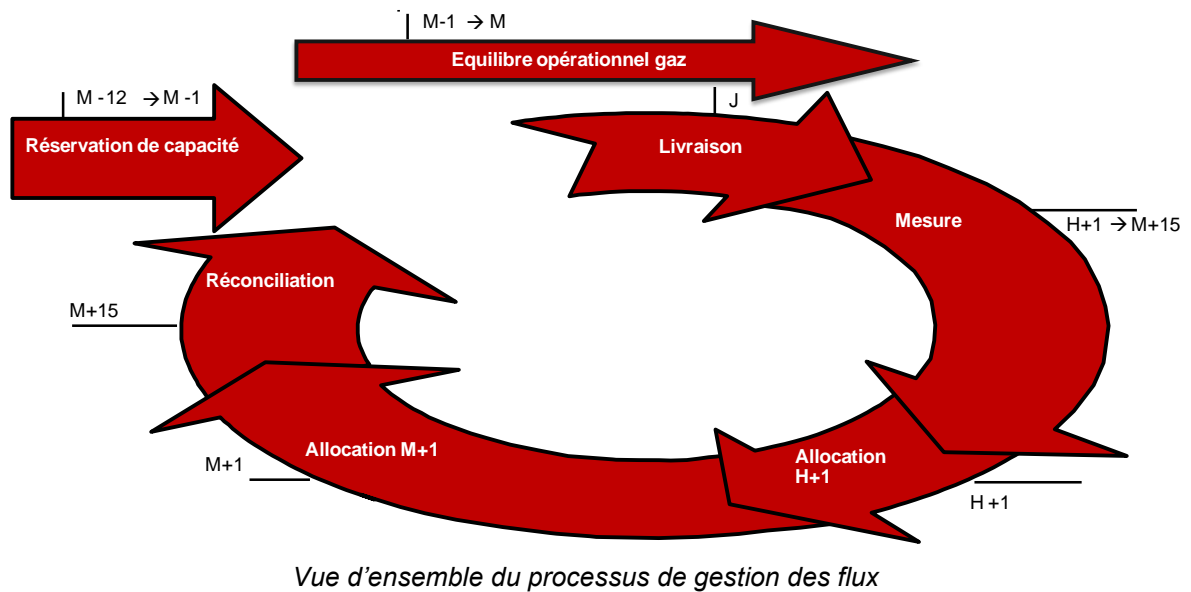 M-1 → M
Equilibre opérationnel gaz
M -12 → M -1
J
Réservation de capacité
Livraison
Mesure
H+1 → M+15
Réconciliation
M+15
Allocation M+1
Allocation
H+1
M+1
H +1
Vue d'ensemble du processus de gestion des flux